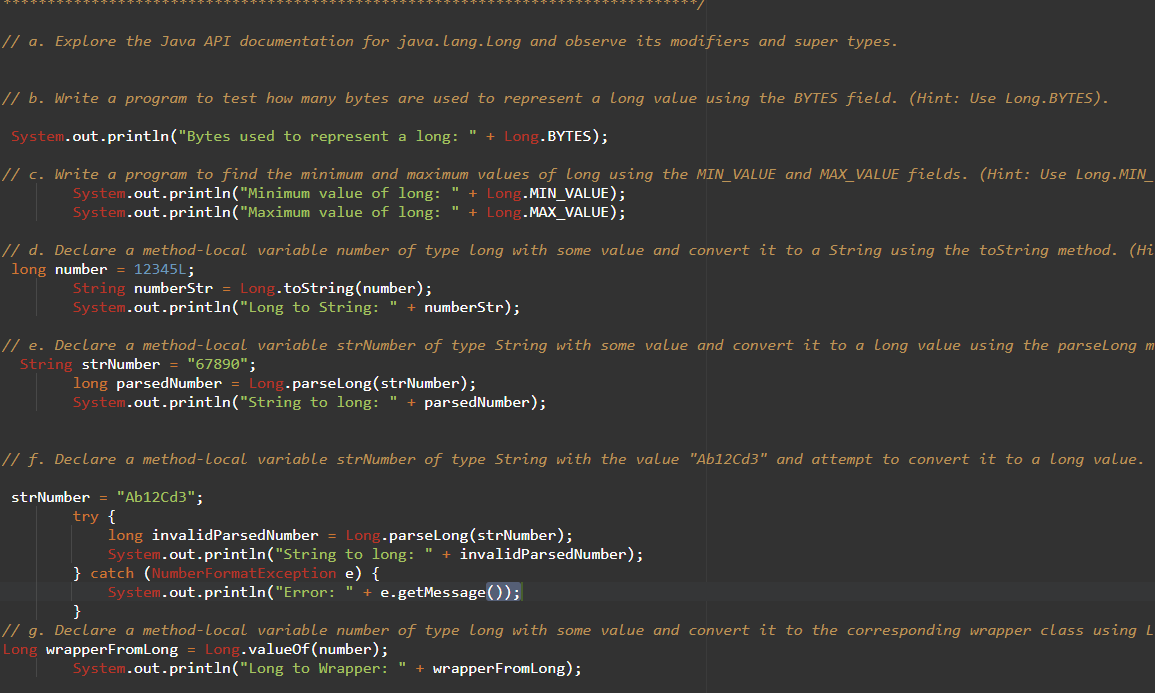 ******************************************************************************/
// a. Explore the Java API documentation for java.lang.Long and observe its modifiers and super types.
// b. Write a program to test how many bytes are used to represent a long value using the BYTES field. (Hint: Use Long.BYTES).
System.out.println("Bytes used to represent a long: " + Long.BYTES);
// c. Write a program to find the minimum and maximum values of long using the MIN_VALUE and MAX_VALUE fields. (Hint: Use Long.MIN_
System.out.println("Minimum value of long: " + Long.MIN_VALUE);
System.out.println("Maximum value of long: " + Long.MAX_VALUE);
// d. Declare a method-local variable number of type long with some value and convert it to a String using the toString method. (Hi
long number = 12345L;
String numberStr = Long.toString(number);
System.out.println("Long to String: " + numberStr);
// e. Declare a method-local variable strNumber of type String with some value and convert it to a long value using the parseLong m
String strNumber = "67890";
long parsedNumber = Long.parseLong(strNumber);
System.out.println("String to long: " + parsedNumber);
// f. Declare a method-local variable strNumber of type String with the value "Ab12Cd3" and attempt to convert it to a long value.
strNumber = "Ab12Cd3";
try {
long invalidParsedNumber = Long.parseLong(strNumber);
System.out.println("String to long: " + invalidParsedNumber);
} catch (NumberFormatException e) {
System.out.println("Error: " + e.getMessage());
}
// g. Declare a method-local variable number of type long with some value and convert it to the corresponding wrapper class using L
Long wrapperFromLong = Long.valueOf(number);
System.out.println("Long to Wrapper: " + wrapperFromLong);